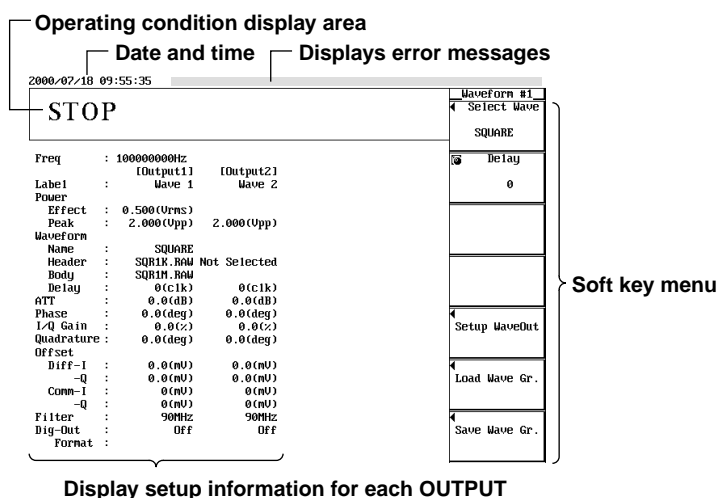 Operating condition display area
Date and time
Displays error messages
2000/07/18 09:55:35
STOP
Waveform #1
Select Wave
SQUARE
Delay
0
Setup WaveOut
Load Wave Gr.
Save Wave Gr.
Soft key menu
Freq : 100000000Hz
[Output1] [Output2]
Label : Wave 1 Wave 2
Power
Effect : 0.500(Vrms)
Peak : 2.000(Vpp) 2.000(Vpp)
Waveform
Name : SQUARE
Header : SQR1K.RAW Not Selected
Body : SQR1M.RAW
Delay : 0(clk) 0(clk)
ATT : 0.0(dB) 0.0(dB)
Phase : 0.0(deg) 0.0(deg)
I/Q Gain : 0.0(%) 0.0(%)
Quadrature : 0.0(deg) 0.0(deg)
Offset
Diff-I : 0.0(mV) 0.0(mV)
-Q : 0.0(mV) 0.0(mV)
Comm-I : 0(mV) 0(mV)
-Q : 0(mV) 0(mV)
Filter : 90MHz 90MHz
Dig-Out : Off Off
Format :
Display setup information for each OUTPUT